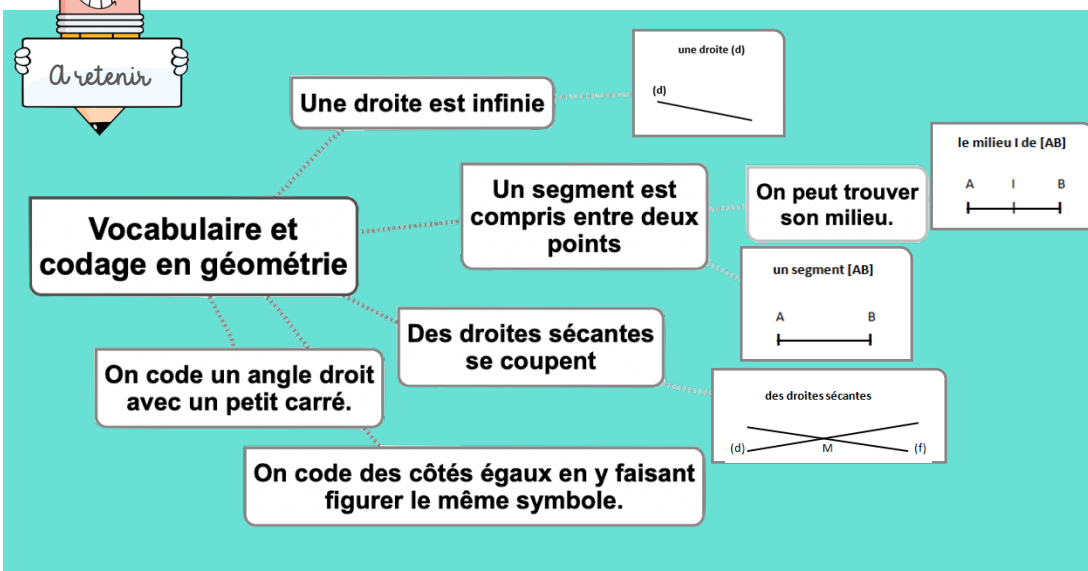 A retenir
une droite (d)
(d)
Une droite est infinie
le milieu I de [AB]
A I B
Un segment est
compris entre deux
points
On peut trouver
son milieu.
Vocabulaire et
codage en géométrie
un segment [AB]
A B
Des droites sécantes
se coupent
On code un angle droit
avec un petit carré.
des droites sécantes
(d) M (f)
On code des côtés égaux en y faisant
figurer le même symbole.